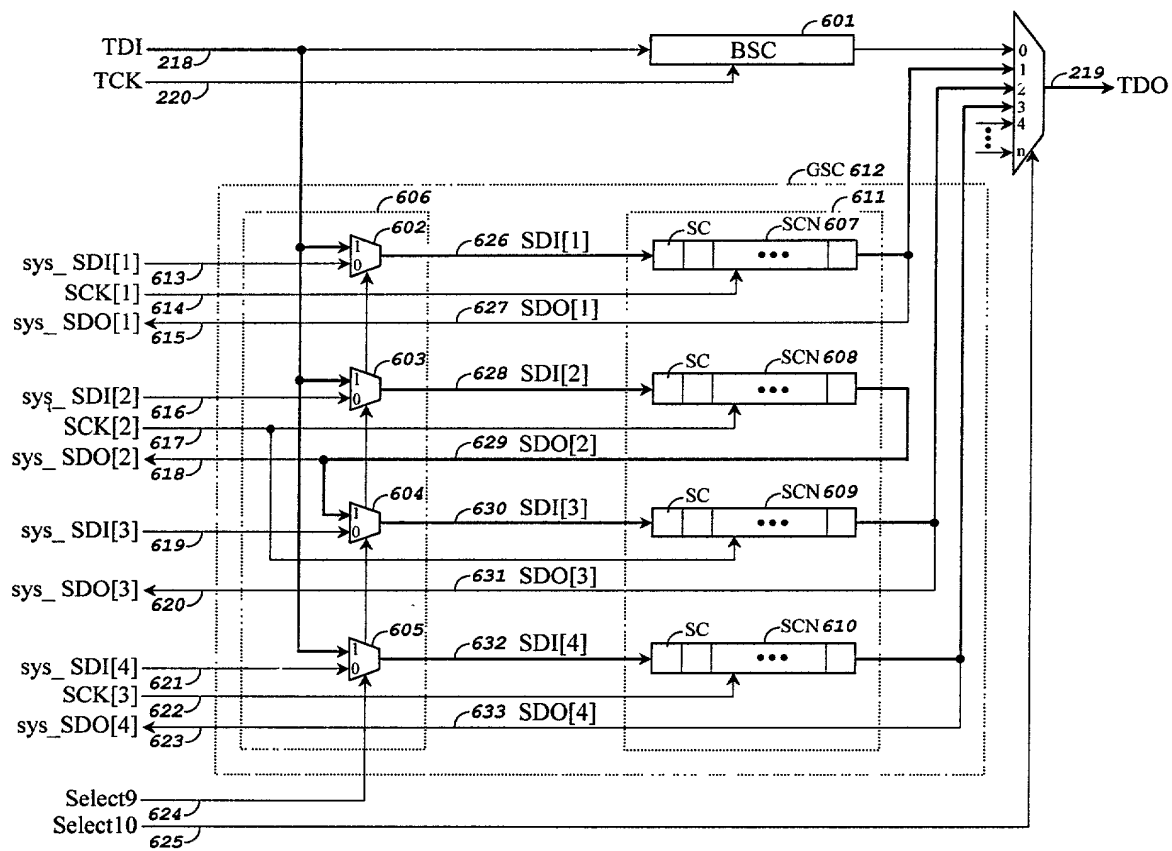 601
TDI
218
BSC
0
TCK
220
1
2
219
TDO
3
4
n
GSC 612
606
611
602
1
0
626
SDI[1]
SC
SCN 607
sys_ SDI[1]
613
SCK[1]
614
627
SDO[1]
sys_ SDO[1]
615
603
1
0
628
SDI[2]
SC
SCN 608
sys_ SDI[2]
616
SCK[2]
617
629
SDO[2]
sys_ SDO[2]
618
604
1
0
630
SDI[3]
SC
SCN 609
sys_ SDI[3]
619
631
SDO[3]
sys_ SDO[3]
620
605
1
0
632
SDI[4]
SC
SCN 610
sys_ SDI[4]
621
SCK[3]
622
633
SDO[4]
sys_SDO[4]
623
Select9
624
Select10
625